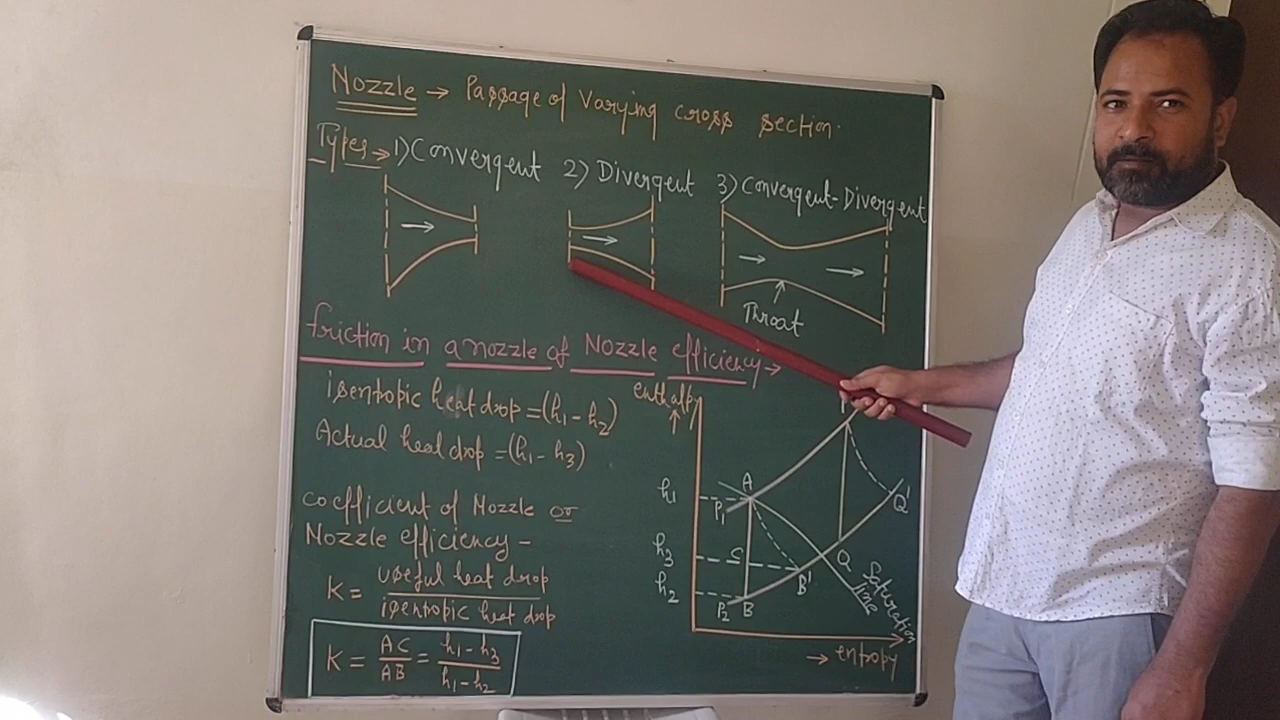 Nozzle → Passage of Varying cross section.
Types → 1) Convergent 2) Divergent 3) Convergent-Divergent
Throat
friction in a nozzle of Nozzle efficiency →
isentropic heat drop = (h₁ - h₂)
Actual heat drop = (h₁ - h₃)
coefficient of Nozzle or
Nozzle efficiency -
K = useful heat drop
isentropic heat drop
K = AC/AB = h₁ - h₃/h₁ - h₂
enthalpy
h₁ A
P₁
Q'
h₃ C B' Q
h₂ P₂ B
Saturation
line
→ entropy